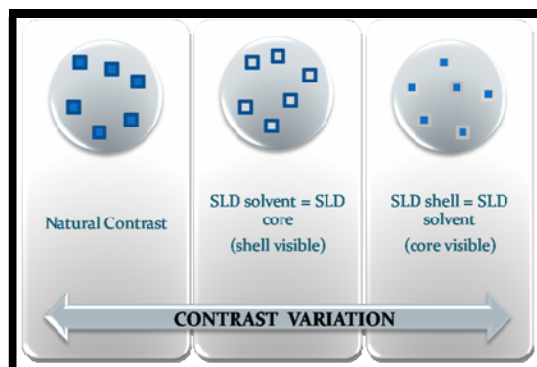 Natural Contrast
SLD solvent = SLD
core
(shell visible)
SLD shell = SLD
solvent
(core visible)
CONTRAST VARIATION